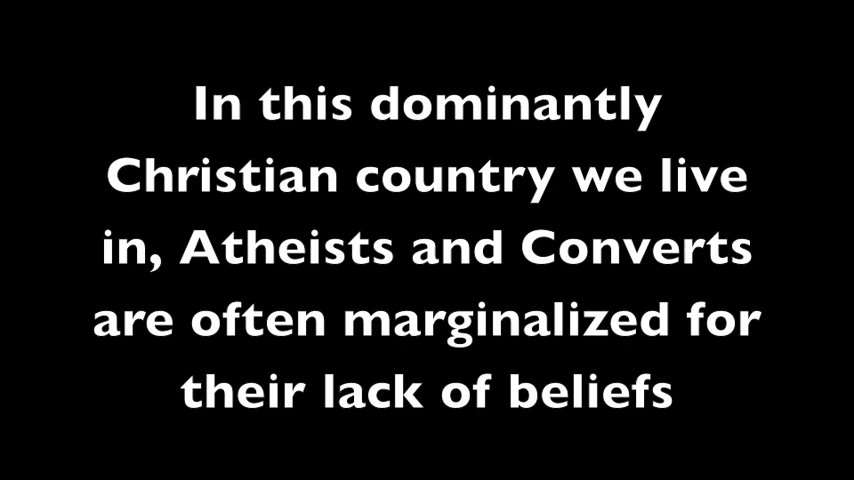 In this dominantly
Christian country we live
in, Atheists and Converts
are often marginalized for
their lack of beliefs